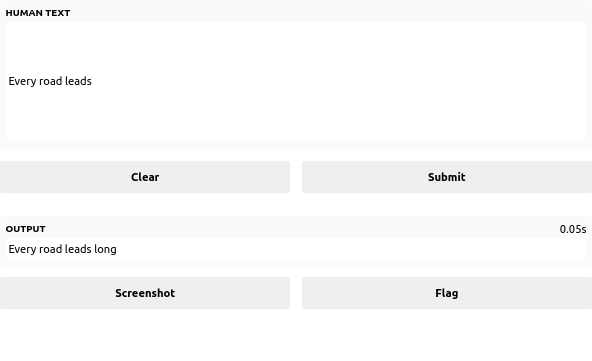 HUMAN TEXT
Every road leads
Clear
Submit
OUTPUT
0.05s
Every road leads long
Screenshot
Flag